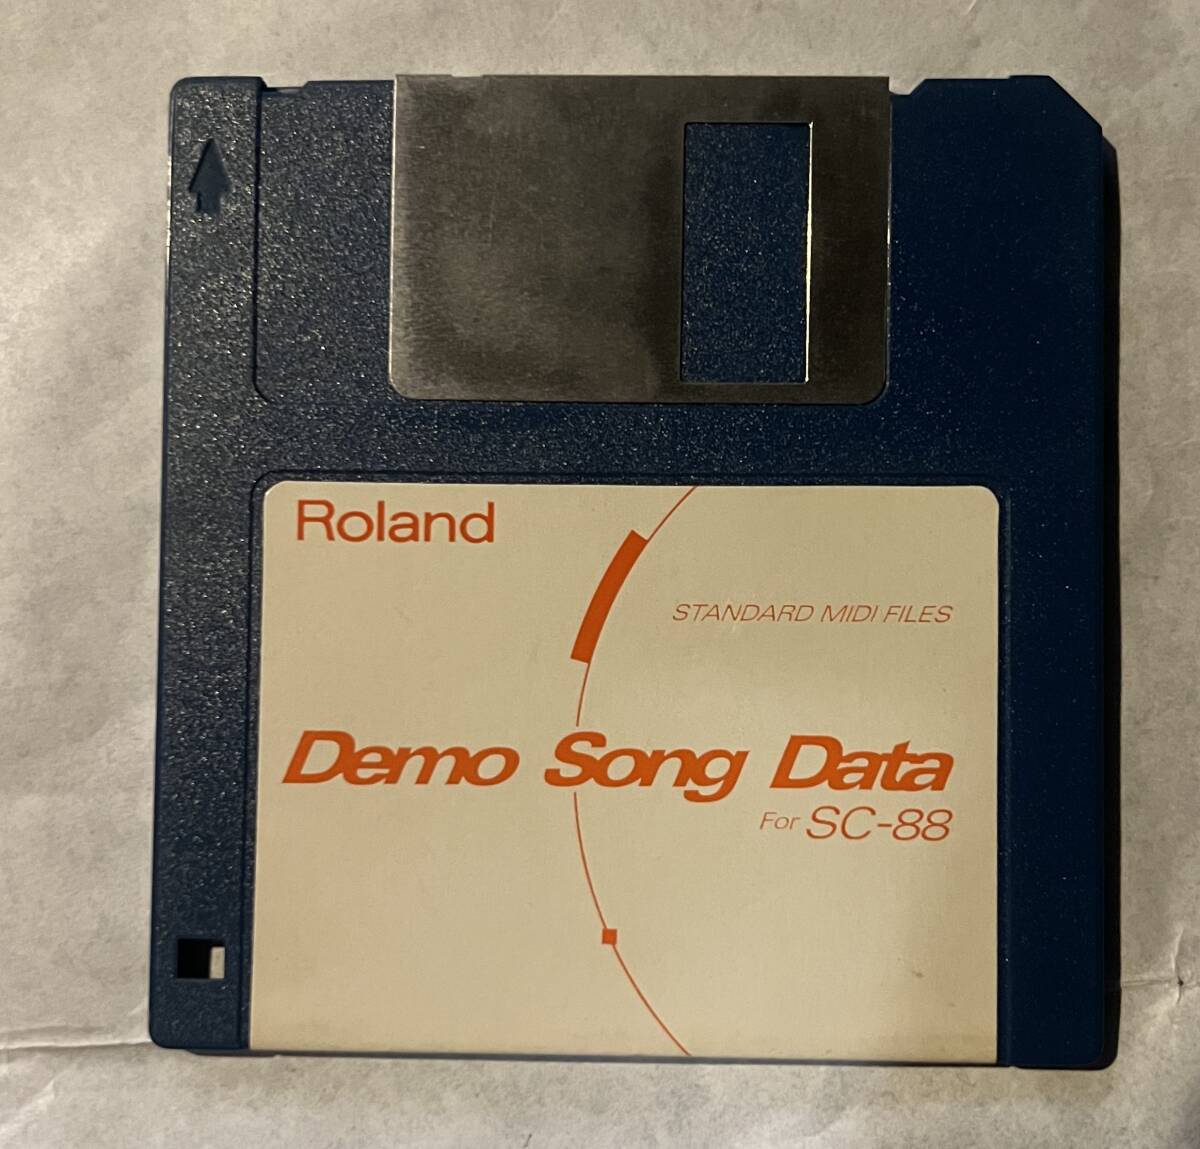 Roland
STANDARD MIDI FILES
Demo Song Data
For SC-88